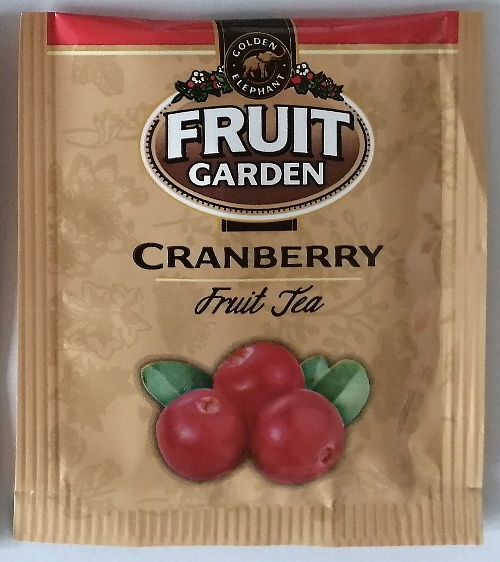 GOLDEN
ELEPHANT
FRUIT
GARDEN
CRANBERRY
Fruit Tea